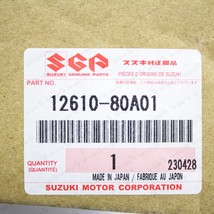 SGP
SUZUKI GENUINE PARTS
スズキ純正部品
PIÈCES D'ORIGINE DE SUZUKI
PART NO.
12610-80A01
QUANTITY
(QUANTITÉ)
1
230428
MADE IN JAPAN / FABRIQUÉ AU JAPON
SUZUKI MOTOR CORPORATION